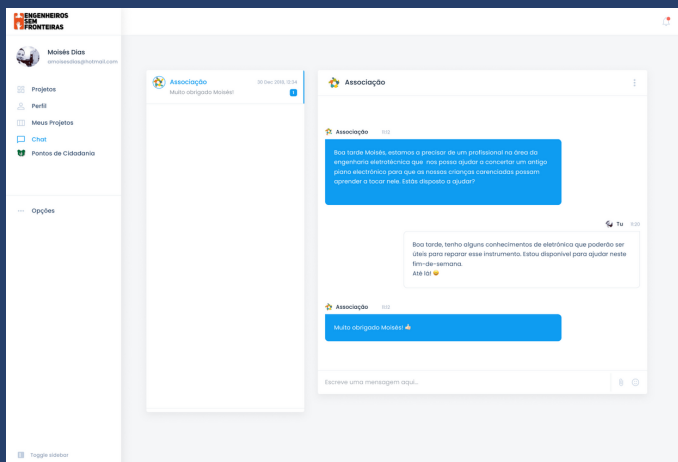 ENGENHEIROS
SEM
FRONTEIRAS
Moisés Dias
amoisesdias@hotmail.com
Projetos
Perfil
Meus Projetos
Chat
Pontos de Cidadania
Opções
Toggle sidebar
Associação
Muito obrigado Moisés!
1
Associação
Associação
Boa tarde Moisés, estamos a precisar de um profissional na área da
engenharia eletrotécnica que nos possa ajudar a concertar um antigo
piano electrónico para que as nossas crianças carenciadas possam
aprender a tocar nele. Estás disposto a ajudar?
Tu
Boa tarde, tenho alguns conhecimentos de eletrónica que poderão ser
úteis para reparar esse instrumento. Estou disponível para ajudar neste
fim-de-semana.
Até lá! 😀
Associação
Muito obrigado Moisés! 👍
Escreve uma mensagem aqui...